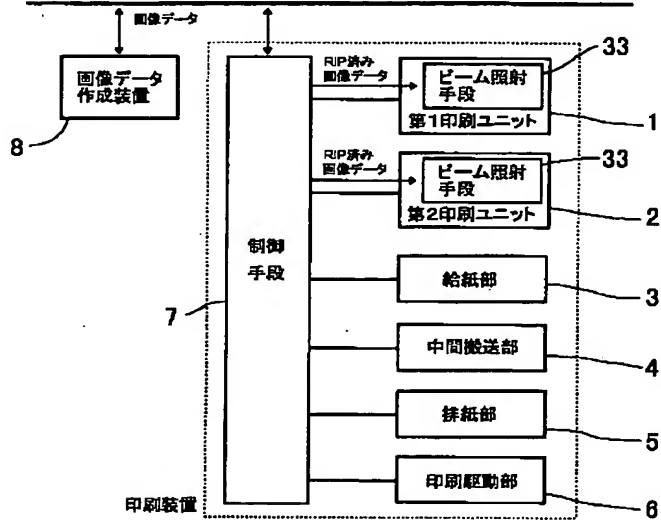 画像データ
画像データ
作成装置
8
RIP済み
画像データ
ビーム照射
手段
第1印刷ユニット
33
1
RIP済み
画像データ
ビーム照射
手段
第2印刷ユニット
33
2
制御
手段
7
給紙部
3
中間搬送部
4
排紙部
5
印刷駆動部
6
印刷装置